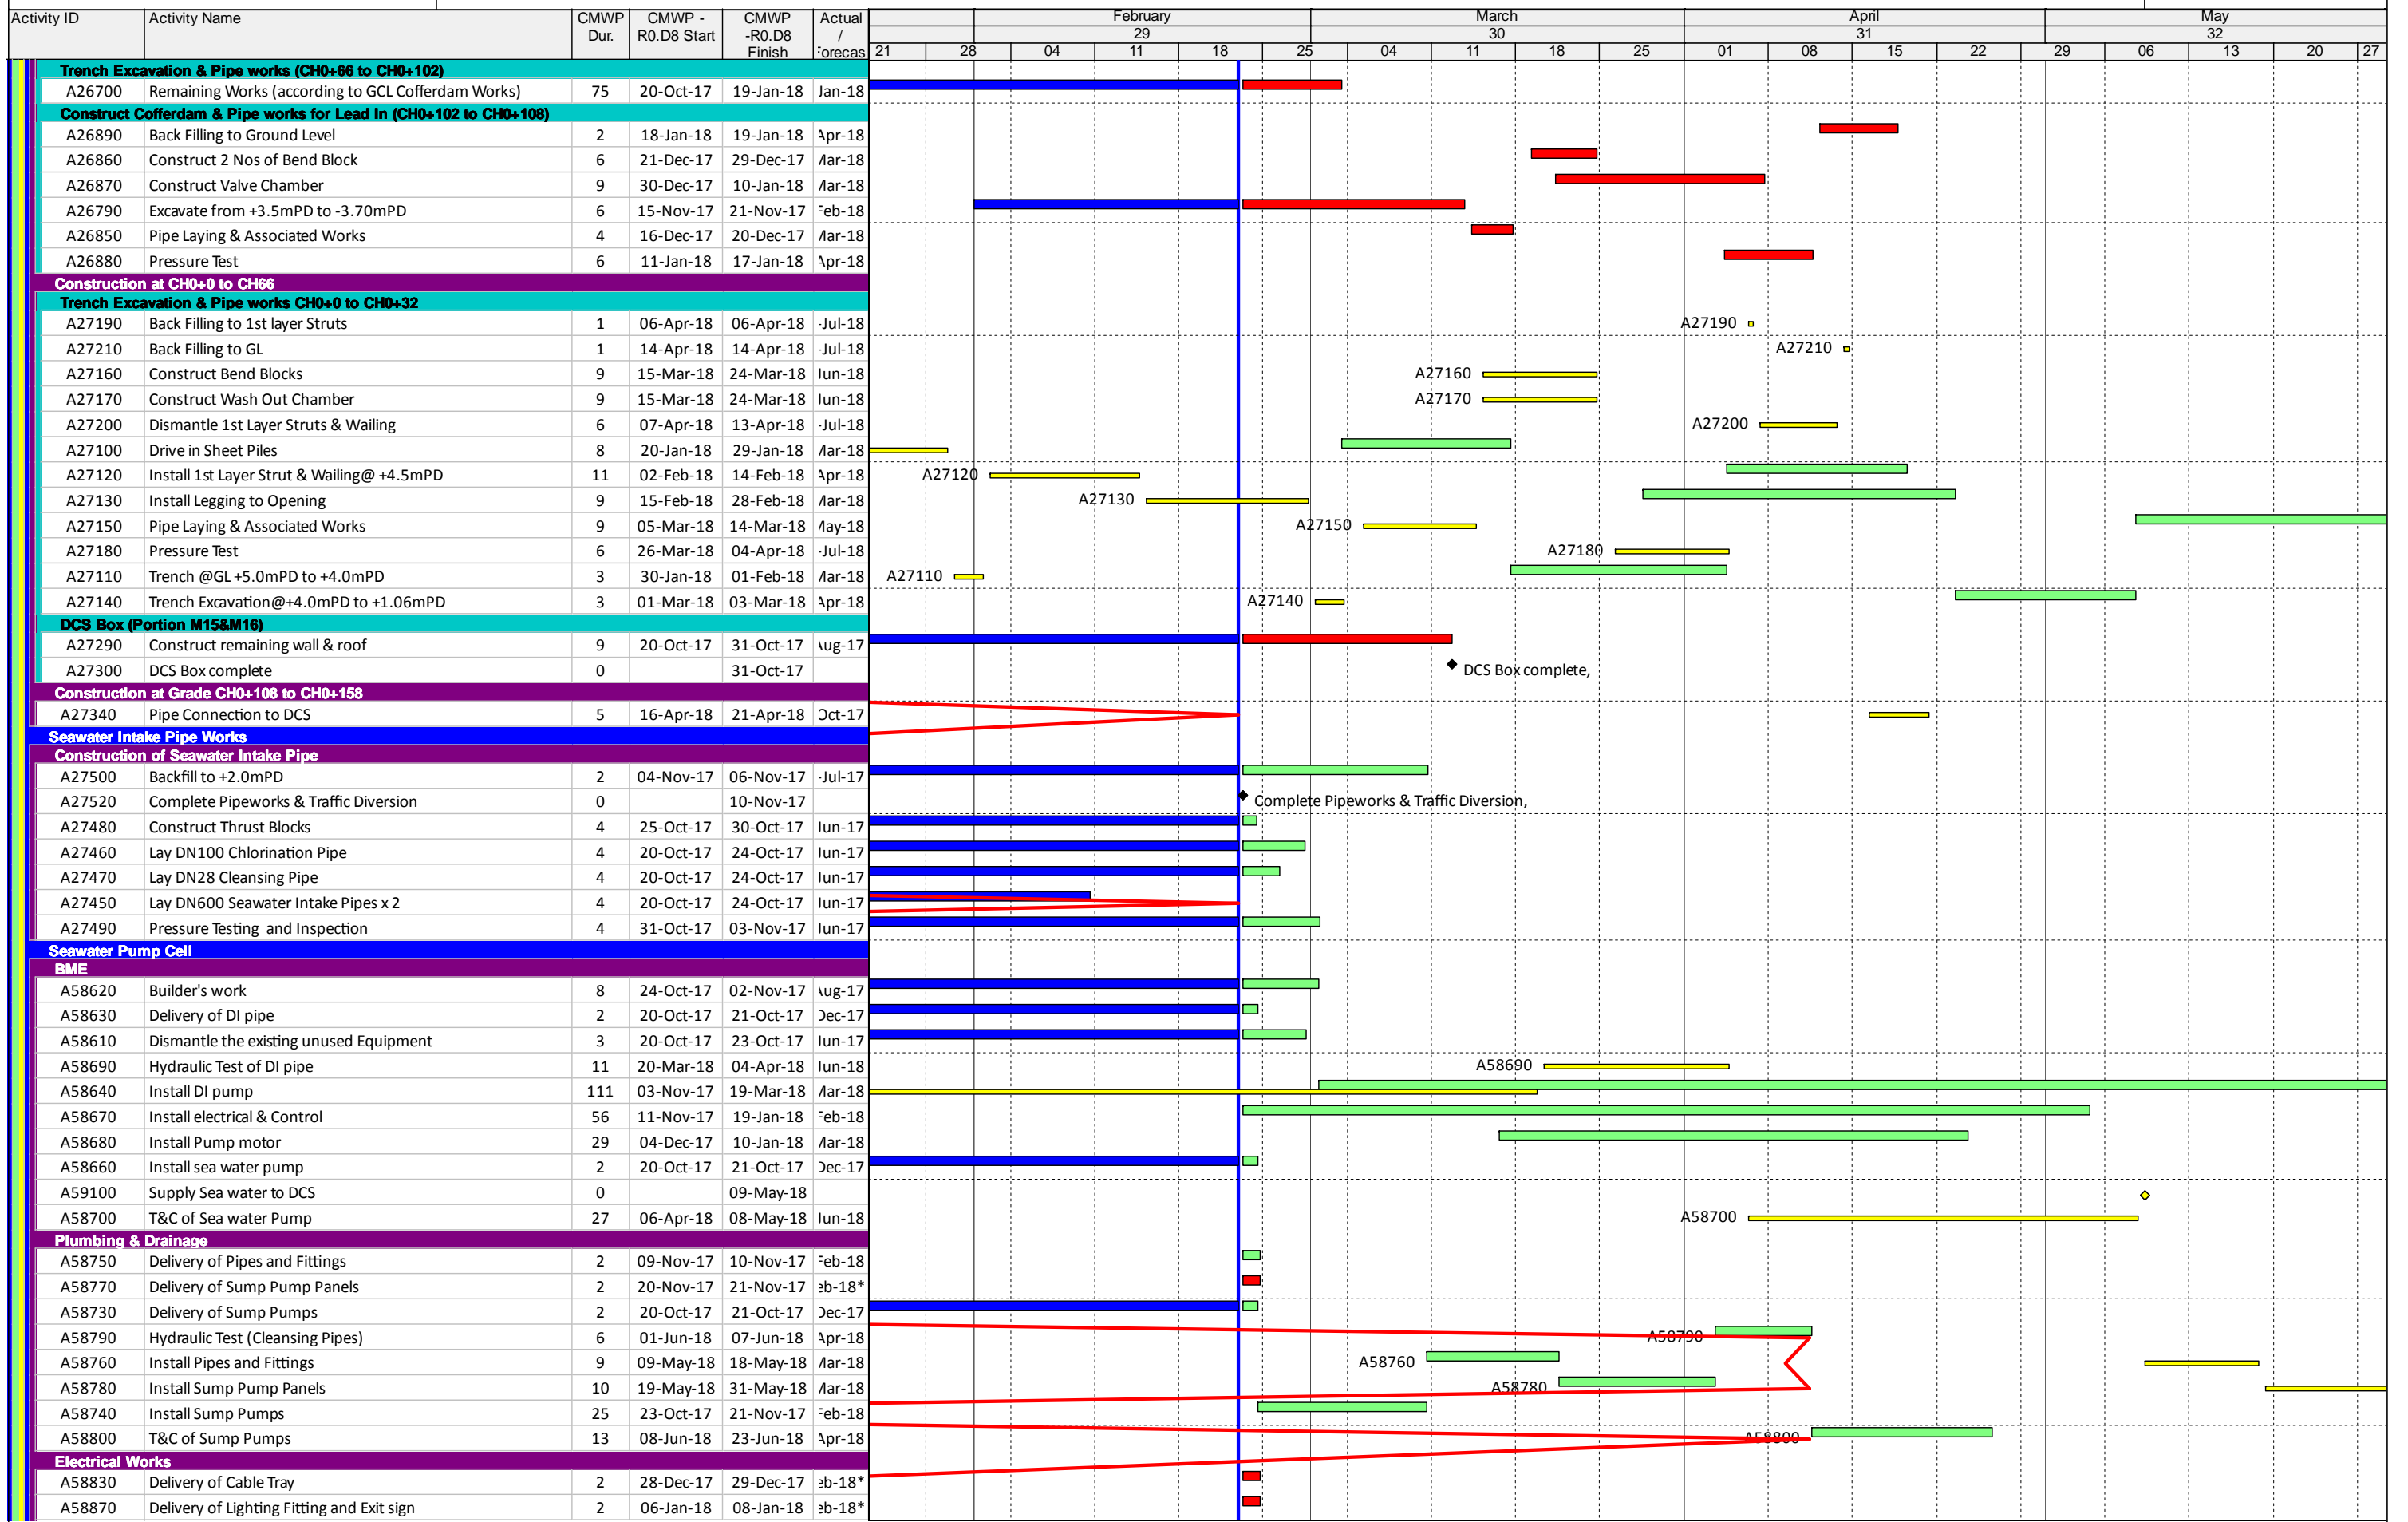 Activity ID Activity Name CMWP Dur. CMWP - R0.D8 Start CMWP -R0.D8 Finish Actual / Forecas
February March April May
29 30 31 32
21 28 04 11 18 25 04 11 18 25 01 08 15 22 29 06 13 20 27
Trench Excavation & Pipe works (CH0+66 to CH0+102)
A26700 Remaining Works (according to GCL Cofferdam Works) 75 20-Oct-17 19-Jan-18 Jan-18
Construct Cofferdam & Pipe works for Lead In (CH0+102 to CH0+108)
A26890 Back Filling to Ground Level 2 18-Jan-18 19-Jan-18 Apr-18
A26860 Construct 2 Nos of Bend Block 6 21-Dec-17 29-Dec-17 Mar-18
A26870 Construct Valve Chamber 9 30-Dec-17 10-Jan-18 Mar-18
A26790 Excavate from +3.5mPD to -3.70mPD 6 15-Nov-17 21-Nov-17 Feb-18
A26850 Pipe Laying & Associated Works 4 16-Dec-17 20-Dec-17 Mar-18
A26880 Pressure Test 6 11-Jan-18 17-Jan-18 Apr-18
Construction at CH0+0 to CH66
Trench Excavation & Pipe works CH0+0 to CH0+32
A27190 Back Filling to 1st layer Struts 1 06-Apr-18 06-Apr-18 -Jul-18 A27190
A27210 Back Filling to GL 1 14-Apr-18 14-Apr-18 -Jul-18 A27210
A27160 Construct Bend Blocks 9 15-Mar-18 24-Mar-18 Jun-18 A27160
A27170 Construct Wash Out Chamber 9 15-Mar-18 24-Mar-18 Jun-18 A27170
A27200 Dismantle 1st Layer Struts & Wailing 6 07-Apr-18 13-Apr-18 -Jul-18 A27200
A27100 Drive in Sheet Piles 8 20-Jan-18 29-Jan-18 Mar-18
A27120 Install 1st Layer Strut & Wailing@ +4.5mPD 11 02-Feb-18 14-Feb-18 Apr-18 A27120
A27130 Install Legging to Opening 9 15-Feb-18 28-Feb-18 Mar-18 A27130
A27150 Pipe Laying & Associated Works 9 05-Mar-18 14-Mar-18 May-18 A27150
A27180 Pressure Test 6 26-Mar-18 04-Apr-18 -Jul-18 A27180
A27110 Trench @GL +5.0mPD to +4.0mPD 3 30-Jan-18 01-Feb-18 Mar-18 A27110
A27140 Trench Excavation@+4.0mPD to +1.06mPD 3 01-Mar-18 03-Mar-18 Apr-18 A27140
DCS Box (Portion M15&M16)
A27290 Construct remaining wall & roof 9 20-Oct-17 31-Oct-17 Aug-17
A27300 DCS Box complete 0 31-Oct-17 DCS Box complete,
Construction at Grade CH0+108 to CH0+158
A27340 Pipe Connection to DCS 5 16-Apr-18 21-Apr-18 Oct-17
Seawater Intake Pipe Works
Construction of Seawater Intake Pipe
A27500 Backfill to +2.0mPD 2 04-Nov-17 06-Nov-17 -Jul-17
A27520 Complete Pipeworks & Traffic Diversion 0 10-Nov-17 Complete Pipeworks & Traffic Diversion,
A27480 Construct Thrust Blocks 4 25-Oct-17 30-Oct-17 Jun-17
A27460 Lay DN100 Chlorination Pipe 4 20-Oct-17 24-Oct-17 Jun-17
A27470 Lay DN28 Cleansing Pipe 4 20-Oct-17 24-Oct-17 Jun-17
A27450 Lay DN600 Seawater Intake Pipes x 2 4 20-Oct-17 24-Oct-17 Jun-17
A27490 Pressure Testing and Inspection 4 31-Oct-17 03-Nov-17 Jun-17
Seawater Pump Cell
BME
A58620 Builder's work 8 24-Oct-17 02-Nov-17 Aug-17
A58630 Delivery of DI pipe 2 20-Oct-17 21-Oct-17 Dec-17
A58610 Dismantle the existing unused Equipment 3 20-Oct-17 23-Oct-17 Jun-17
A58690 Hydraulic Test of DI pipe 11 20-Mar-18 04-Apr-18 Jun-18 A58690
A58640 Install DI pump 111 03-Nov-17 19-Mar-18 Mar-18
A58670 Install electrical & Control 56 11-Nov-17 19-Jan-18 Feb-18
A58680 Install Pump motor 29 04-Dec-17 10-Jan-18 Mar-18
A58660 Install sea water pump 2 20-Oct-17 21-Oct-17 Dec-17
A59100 Supply Sea water to DCS 0 09-May-18
A58700 T&C of Sea water Pump 27 06-Apr-18 08-May-18 Jun-18 A58700
Plumbing & Drainage
A58750 Delivery of Pipes and Fittings 2 09-Nov-17 10-Nov-17 Feb-18
A58770 Delivery of Sump Pump Panels 2 20-Nov-17 21-Nov-17 eb-18*
A58730 Delivery of Sump Pumps 2 20-Oct-17 21-Oct-17 Dec-17
A58790 Hydraulic Test (Cleansing Pipes) 6 01-Jun-18 07-Jun-18 Apr-18 A58790
A58760 Install Pipes and Fittings 9 09-May-18 18-May-18 Mar-18 A58760
A58780 Install Sump Pump Panels 10 19-May-18 31-May-18 Mar-18 A58780
A58740 Install Sump Pumps 25 23-Oct-17 21-Nov-17 Feb-18
A58800 T&C of Sump Pumps 13 08-Jun-18 23-Jun-18 Apr-18 A58800
Electrical Works
A58830 Delivery of Cable Tray 2 28-Dec-17 29-Dec-17 eb-18*
A58870 Delivery of Lighting Fitting and Exit sign 2 06-Jan-18 08-Jan-18 eb-18*